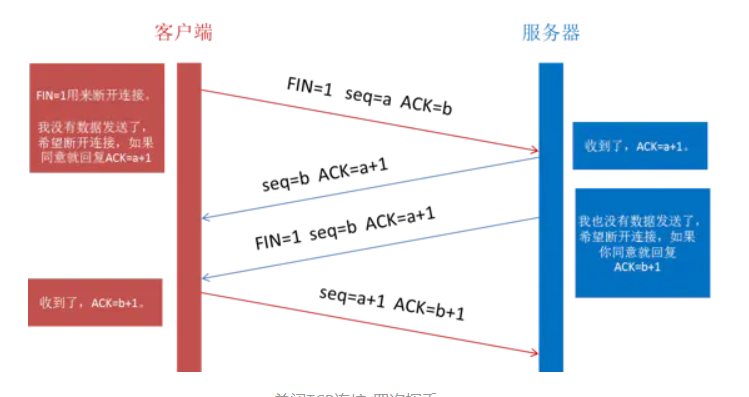 客户端
服务器
FIN=1用来断开连接。
我没有数据发送了，
希望断开连接，如果
同意就回复ACK=a+1
FIN=1 seq=a ACK=b
收到了，ACK=a+1。
seq=b ACK=a+1
FIN=1 seq=b ACK=a+1
我也没有数据发送了，
希望断开连接，如果
你同意就回复
ACK=b+1
收到了，ACK=b+1。
seq=a+1 ACK=b+1